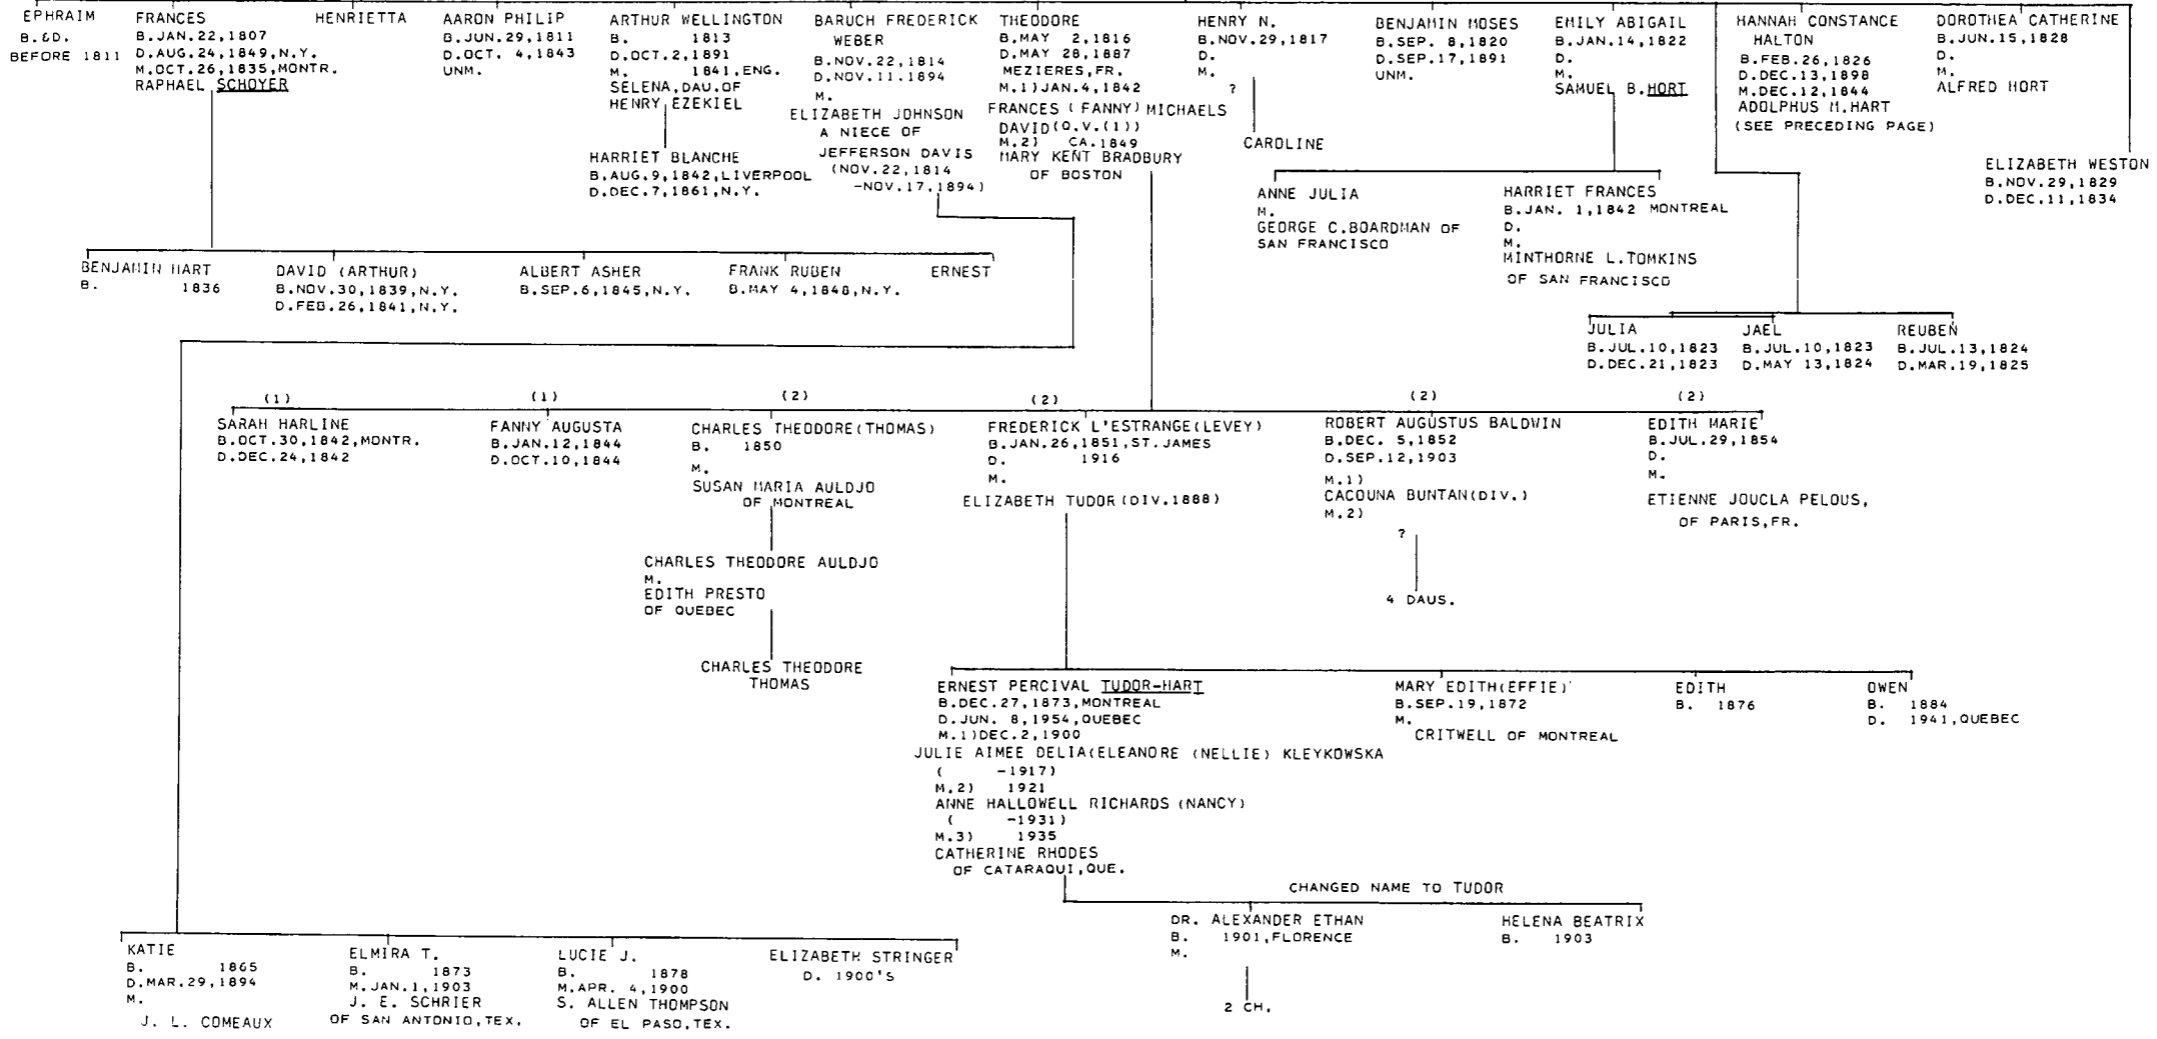 EPHRAIM
B.&D.
BEFORE 1811
FRANCES
B.JAN.22,1807
D.AUG.24,1849,N.Y.
M.OCT.26,1835,MONTR.
RAPHAEL SCHOYER
HENRIETTA
AARON PHILIP
B.JUN.29,1811
D.OCT. 4,1843
UNM.
ARTHUR WELLINGTON
B. 1813
D.OCT.2,1891
M. 1841,ENG.
SELENA,DAU.OF
HENRY EZEKIEL
BARUCH FREDERICK
WEBER
B.NOV.22,1814
D.NOV.11.1894
M.
ELIZABETH JOHNSON
A NIECE OF
JEFFERSON DAVIS
(NOV.22,1814
-NOV.17.1894)
THEODORE
B.MAY 2,1816
D.MAY 28,1887
MEZIERES,FR.
M.1)JAN.4,1842
FRANCES (FANNY) MICHAELS
DAVID(Q.V.(1))
M.2) CA.1849
MARY KENT BRADBURY
OF BOSTON
HENRY N.
B.NOV.29,1817
D.
M.
?
BENJAMIN MOSES
B.SEP. 8,1820
D.SEP.17,1891
UNM.
EMILY ABIGAIL
B.JAN.14,1822
D.
M.
SAMUEL B.HORT
HANNAH CONSTANCE
HALTON
B.FEB.26,1826
D.DEC.13,1898
M.DEC.12,1844
ADOLPHUS M.HART
(SEE PRECEDING PAGE)
DOROTHEA CATHERINE
B.JUN.15,1828
D.
M.
ALFRED HORT
ELIZABETH WESTON
B.NOV.29,1829
D.DEC.11,1834
HARRIET BLANCHE
B.AUG.9,1842,LIVERPOOL
D.DEC.7,1861,N.Y.
CAROLINE
ANNE JULIA
M.
GEORGE C.BOARDMAN OF
SAN FRANCISCO
HARRIET FRANCES
B.JAN. 1,1842 MONTREAL
D.
M.
MINTHORNE L.TOMKINS
OF SAN FRANCISCO
BENJAMIN HART
B. 1836
DAVID (ARTHUR)
B.NOV.30,1839,N.Y.
D.FEB.26,1841,N.Y.
ALBERT ASHER
B.SEP.6,1845,N.Y.
FRANK RUBEN
B.MAY 4,1848,N.Y.
ERNEST
JULIA
B.JUL.10,1823
D.DEC.21,1823
JAEL
B.JUL.10,1823
D.MAY 13,1824
REUBEN
B.JUL.13,1824
D.MAR.19,1825
(1) (1) (2) (2) (2) (2)
SARAH HARLINE
B.OCT.30,1842,MONTR.
D.DEC.24,1842
FANNY AUGUSTA
B.JAN.12,1844
D.OCT.10,1844
CHARLES THEODORE(THOMAS)
B. 1850
M.
SUSAN MARIA AULDJO
OF MONTREAL
FREDERICK L'ESTRANGE(LEVEY)
B.JAN.26,1851,ST.JAMES
D. 1916
M.
ELIZABETH TUDOR(DIV.1888)
ROBERT AUGUSTUS BALDWIN
B.DEC. 5,1852
D.SEP.12,1903
M.1)
CACOUNA BUNTAN(DIV.)
M.2)
?
EDITH MARIE
B.JUL.29,1854
D.
M.
ETIENNE JOUCLA PELOUS,
OF PARIS,FR.
CHARLES THEODORE AULDJO
M.
EDITH PRESTO
OF QUEBEC
4 DAUS.
CHARLES THEODORE
THOMAS
ERNEST PERCIVAL TUDOR-HART
B.DEC.27,1873,MONTREAL
D.JUN. 8,1954,QUEBEC
M.1)DEC.2,1900
JULIE AIMEE DELIA(ELEANORE (NELLIE) KLEYKOWSKA
( -1917)
M.2) 1921
ANNE HALLOWELL RICHARDS (NANCY)
( -1931)
M.3) 1935
CATHERINE RHODES
OF CATARAQUI,QUE.
MARY EDITH(EFFIE)
B.SEP.19,1872
M.
CRITWELL OF MONTREAL
EDITH
B. 1876
OWEN
B. 1884
D. 1941,QUEBEC
CHANGED NAME TO TUDOR
DR. ALEXANDER ETHAN
B. 1901,FLORENCE
M.
2 CH.
HELENA BEATRIX
B. 1903
KATIE
B. 1865
D.MAR.29,1894
M.
J. L. COMEAUX
ELMIRA T.
B. 1873
M.JAN.1,1903
J. E. SCHRIER
OF SAN ANTONIO,TEX.
LUCIE J.
B. 1878
M.APR. 4,1900
S. ALLEN THOMPSON
OF EL PASO,TEX.
ELIZABETH STRINGER
D. 1900'S